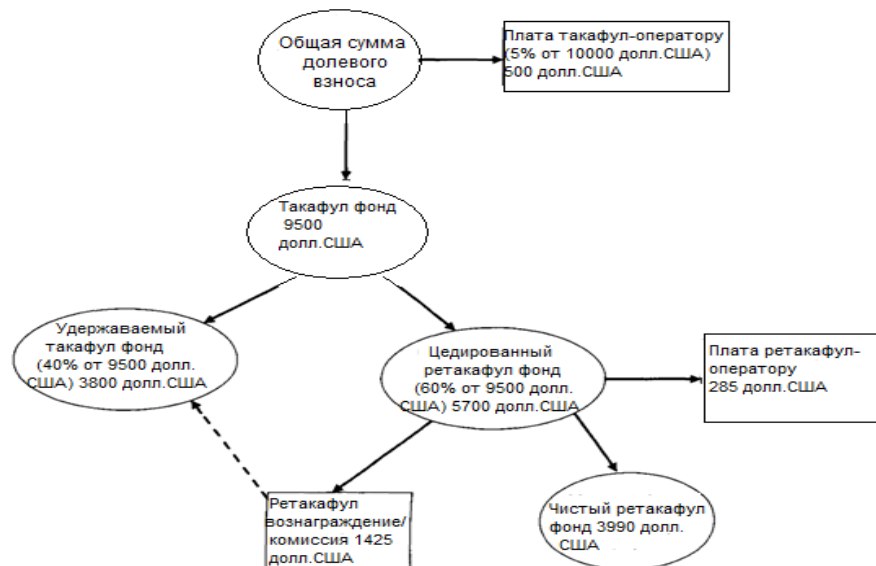 Общая сумма
долевого
взноса
Плата такафул-оператору
(5% от 10000 долл.США)
500 долл.США
Такафул фонд
9500
долл.США
Удержаваемый
такафул фонд
(40% от 9500 долл.
США) 3800 долл.США
Цедированный
ретакафул фонд
(60% от 9500 долл.
США) 5700 долл.США
Плата ретакафул-
оператору
285 долл.США
Ретакафул
вознаграждение/
комиссия 1425
долл.США
Чистый ретакафул
фонд 3990 долл.
США